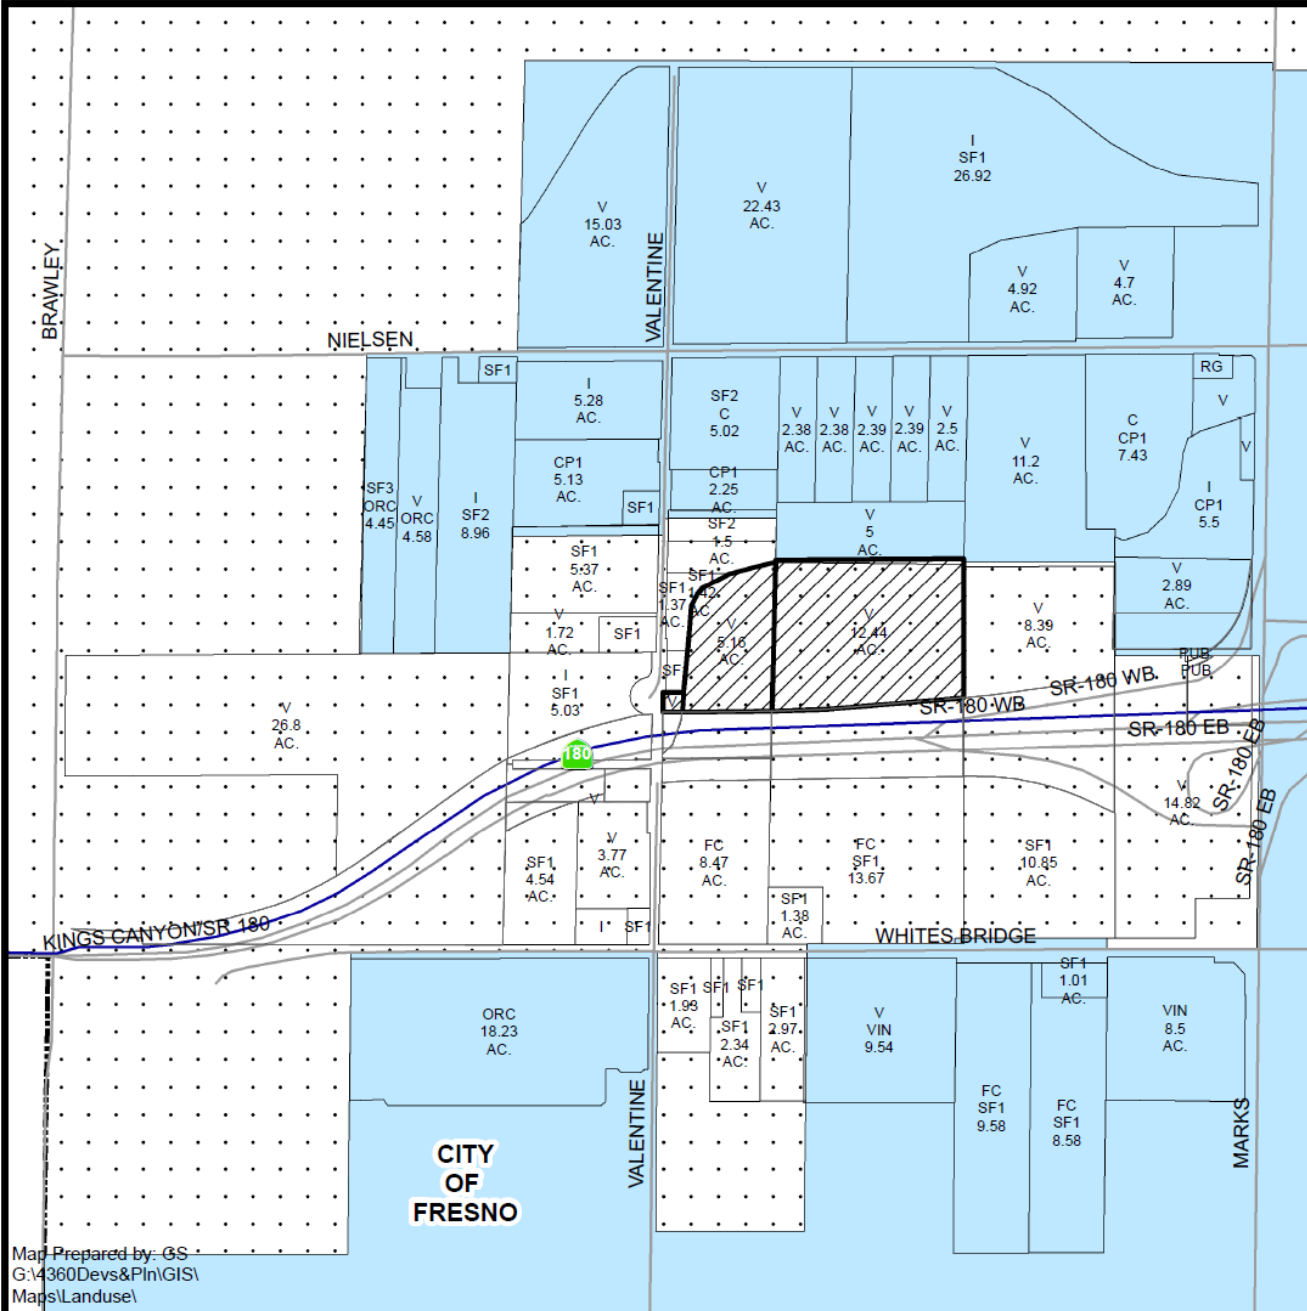 I
SF1
26.92
V
15.03
AC.
V
22.43
AC.
V
4.92
AC.
V
4.7
AC.
BRAWLEY
VALENTINE
NIELSEN
SF1
I
5.28
AC.
SF2
C
5.02
V
2.38
AC.
V
2.38
AC.
V
2.39
AC.
V
2.39
AC.
V
2.5
AC.
V
11.2
AC.
C
CP1
7.43
RG
V
V
SF3
ORC
4.45
V
ORC
4.58
I
SF2
8.96
CP1
5.13
AC.
SF1
CP1
2.25
AC.
I
CP1
5.5
SF2
1.5
AC.
V
5
AC.
SF1
5.37
AC.
SF1
1.37
AC.
SF1
1.42
AC
V
5.16
AC.
V
12.44
AC.
V
8.39
AC.
V
2.89
AC.
V
1.72
AC.
SF1
SF
V
PUB
PUB
I
SF1
5.03
V
26.8
AC.
SR-180 WB
SR-180 WB
SR-180 EB
SR-180 EB
SR-180 EB
180
V
V
14.82
AC.
V
3.77
AC.
SF1
4.54
AC.
FC
8.47
AC.
FC
SF1
13.67
SF1
10.85
AC.
SF1
1.38
AC.
I
SF1
KINGS CANYON/SR 180
WHITES BRIDGE
ORC
18.23
AC.
SF1
1.93
AC.
SF1
SF1
SF1
2.34
AC.
SF1
2.97
AC.
V
VIN
9.54
SF1
1.01
AC.
VIN
8.5
AC.
FC
SF1
9.58
FC
SF1
8.58
VALENTINE
MARKS
CITY
OF
FRESNO
Map Prepared by: GS
G:\4360Devs&Pln\GIS\
Maps\Landuse\